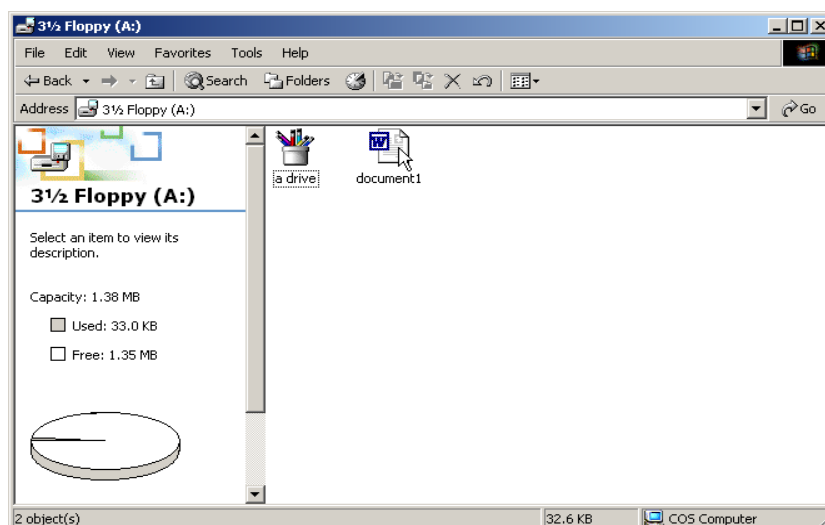 3½ Floppy (A:)
File Edit View Favorites Tools Help
Back Search Folders
Address 3½ Floppy (A:) Go
3½ Floppy (A:)
Select an item to view its
description.
Capacity: 1.38 MB
Used: 33.0 KB
Free: 1.35 MB
a drive document1
2 object(s) 32.6 KB COS Computer